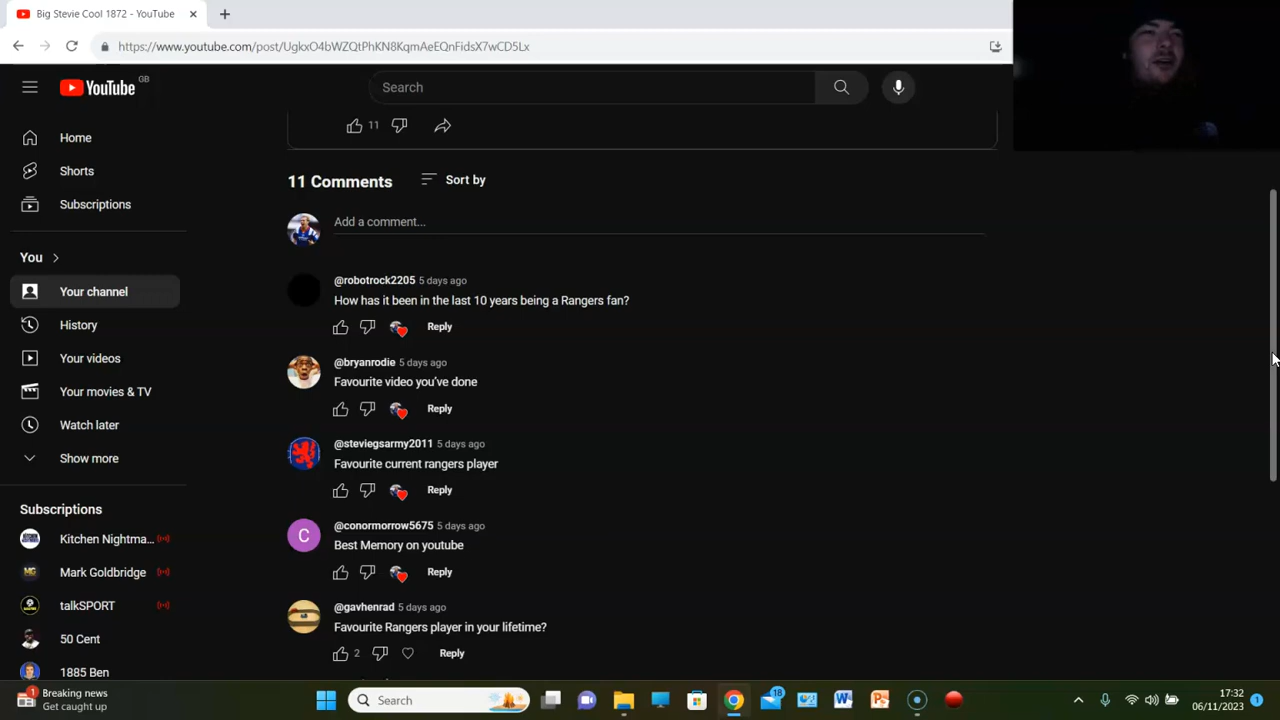 Big Stevie Cool 1872 - YouTube
https://www.youtube.com/post/UgkxO4bWZQtPhKN8KqmAeEQnFidsX7wCD5Lx
YouTube GB
Search
Home
Shorts
Subscriptions
You
Your channel
History
Your videos
Your movies & TV
Watch later
Show more
Subscriptions
Kitchen Nightma...
Mark Goldbridge
talkSPORT
50 Cent
1885 Ben
11
11 Comments Sort by
Add a comment...
@robotrock2205 5 days ago
How has it been in the last 10 years being a Rangers fan?
Reply
@bryanrodie 5 days ago
Favourite video you've done
Reply
@steviegsarmy2011 5 days ago
Favourite current rangers player
Reply
C
@conormorrow5675 5 days ago
Best Memory on youtube
Reply
@gavhenrad 5 days ago
Favourite Rangers player in your lifetime?
2 Reply
1
Breaking news
Get caught up
Search
18
17:32
06/11/2023
1